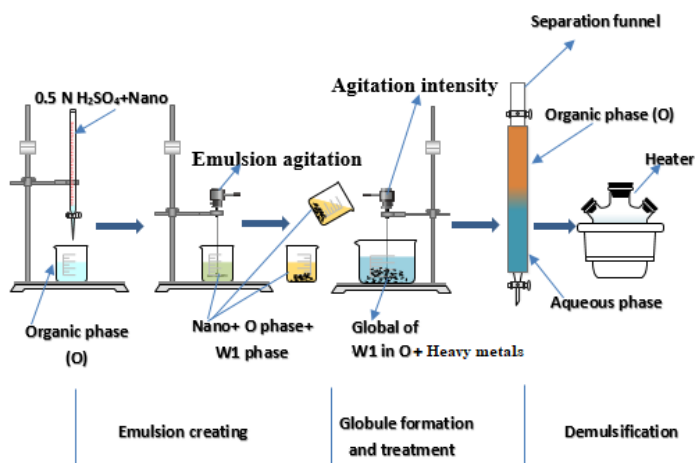 Separation funnel
0.5 N H₂SO₄+Nano
Agitation intensity
Organic phase (O)
Emulsion agitation
Heater
Organic phase
(O)
Nano+ O phase+
W1 phase
Global of
W1 in O + Heavy metals
Aqueous phase
Emulsion creating
Globule formation
and treatment
Demulsification